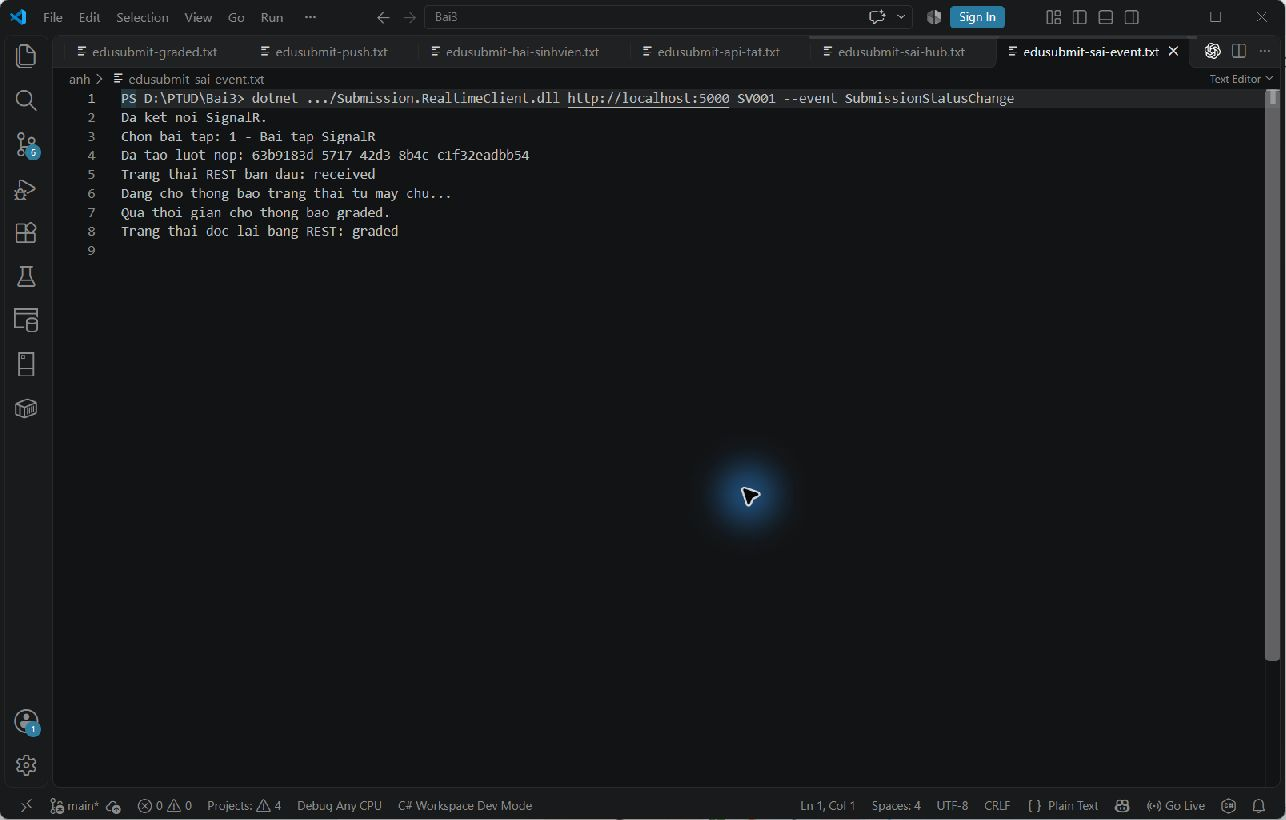 File Edit Selection View Go Run ··· Bai3 Sign In
edusubmit-graded.txt edusubmit-push.txt edusubmit-hai-sinhvien.txt edusubmit-api-tat.txt edusubmit-sai-hub.txt edusubmit-sai-event.txt
anh > edusubmit-sai-event.txt Text Editor
1 PS D:\PTUD\Bai3> dotnet .../Submission.RealtimeClient.dll http://localhost:5000 SV001 --event SubmissionStatusChange
2 Da ket noi SignalR.
3 Chon bai tap: 1 - Bai tap SignalR
4 Da tao luot nop: 63b9183d-5717-42d3-8b4c-c1f32eadbb54
5 Trang thai REST ban dau: received
6 Dang cho thong bao trang thai tu may chu...
7 Qua thoi gian cho thong bao graded.
8 Trang thai doc lai bang REST: graded
9
5
1
main* 0 0 Projects: 4 Debug Any CPU C# Workspace Dev Mode Ln 1, Col 1 Spaces: 4 UTF-8 CRLF {} Plain Text Go Live